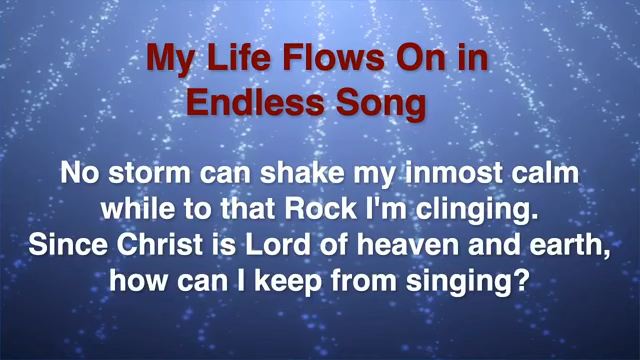 My Life Flows On in
Endless Song
No storm can shake my inmost calm
while to that Rock I'm clinging.
Since Christ is Lord of heaven and earth,
how can I keep from singing?